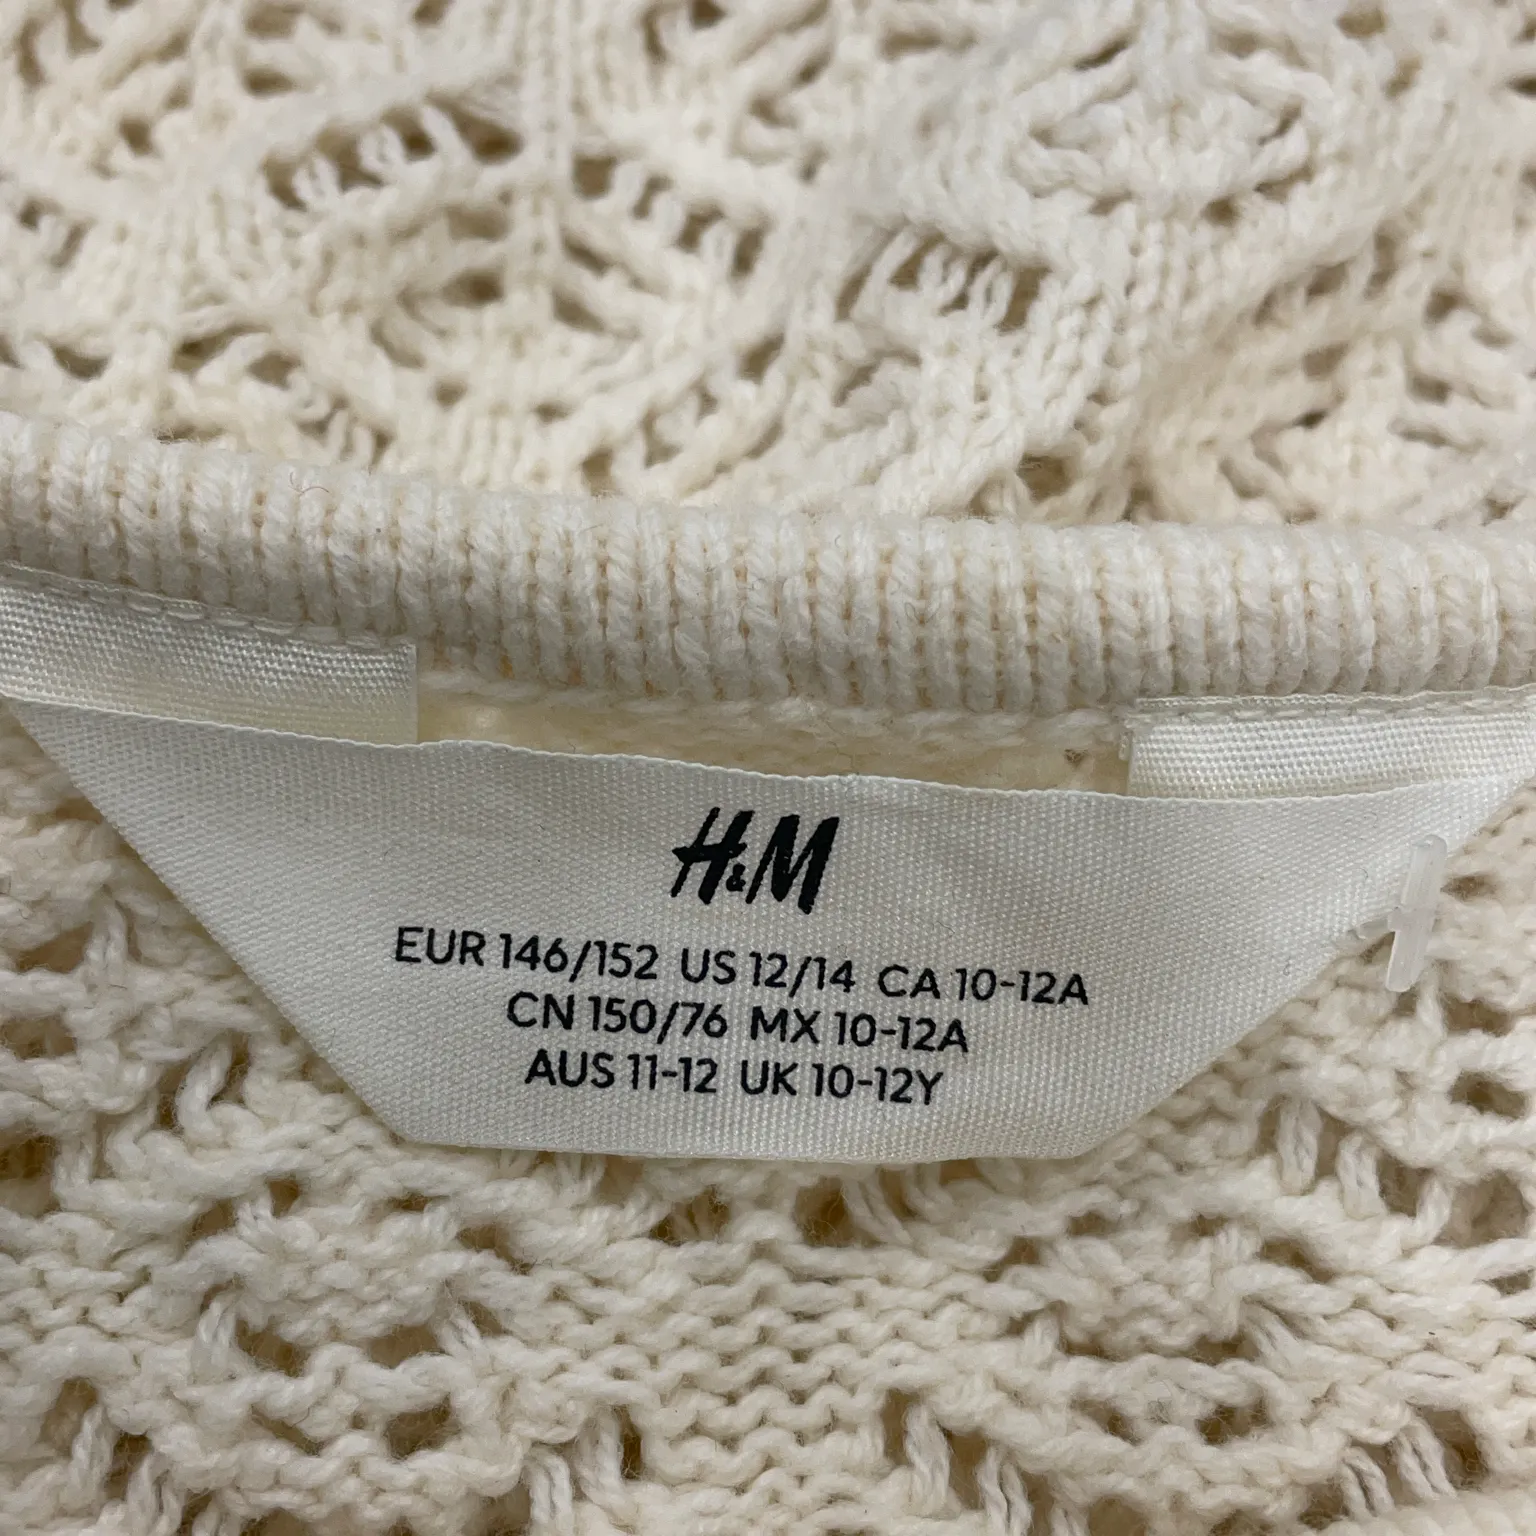 H&M
EUR 146/152 US 12/14 CA 10-12A
CN 150/76 MX 10-12A
AUS 11-12 UK 10-12Y